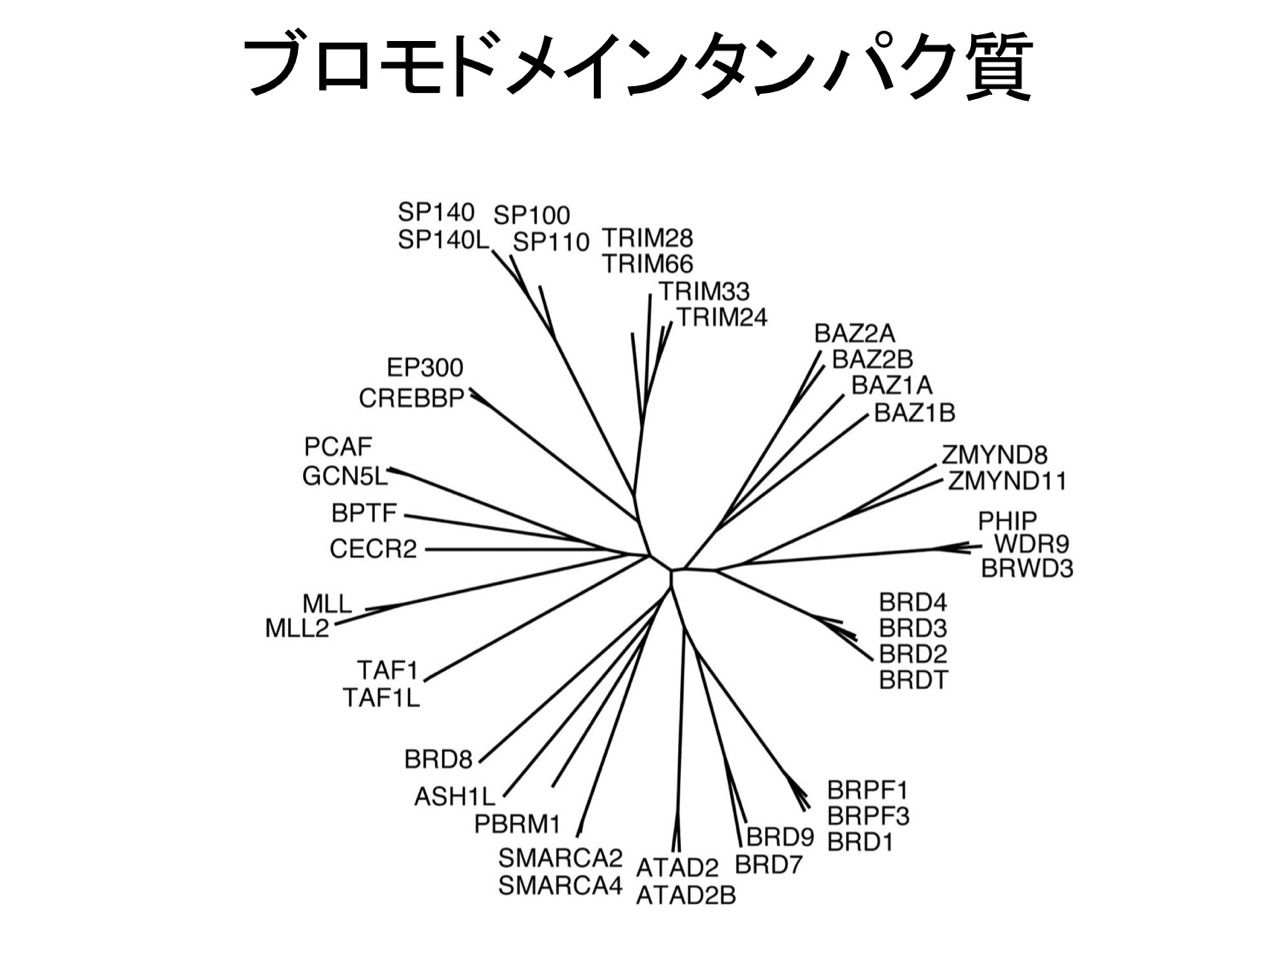 ブロモドメインタンパク質
SP140 SP100
SP140L SP110
TRIM28
TRIM66
TRIM33
TRIM24
BAZ2A
BAZ2B
BAZ1A
BAZ1B
ZMYND8
ZMYND11
PHIP
WDR9
BRWD3
BRD4
BRD3
BRD2
BRDT
BRPF1
BRPF3
BRD1
BRD9
BRD7
ATAD2
ATAD2B
SMARCA2
SMARCA4
PBRM1
ASH1L
BRD8
TAF1
TAF1L
MLL
MLL2
CECR2
BPTF
PCAF
GCN5L
EP300
CREBBP